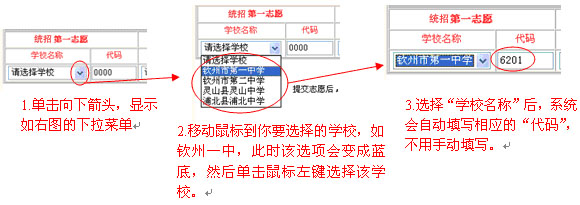 统招 第一志愿
学校名称 代码
请选择学校 0000
1.单击向下箭头，显示
如右图的下拉菜单
统招 第一志愿
学校名称 代码
请选择学校 0000
请选择学校
钦州市第一中学
钦州市第二中学
灵山县灵山中学
浦北县浦北中学
提交志愿后，
2.移动鼠标到你要选择的学校，如
钦州一中，此时该选项会变成蓝
底，然后单击鼠标左键选择该学
校。
统招 第一志愿
学校名称 代码
钦州市第一中学 6201
3.选择“学校名称”后，系统
会自动填写相应的“代码”，
不用手动填写。